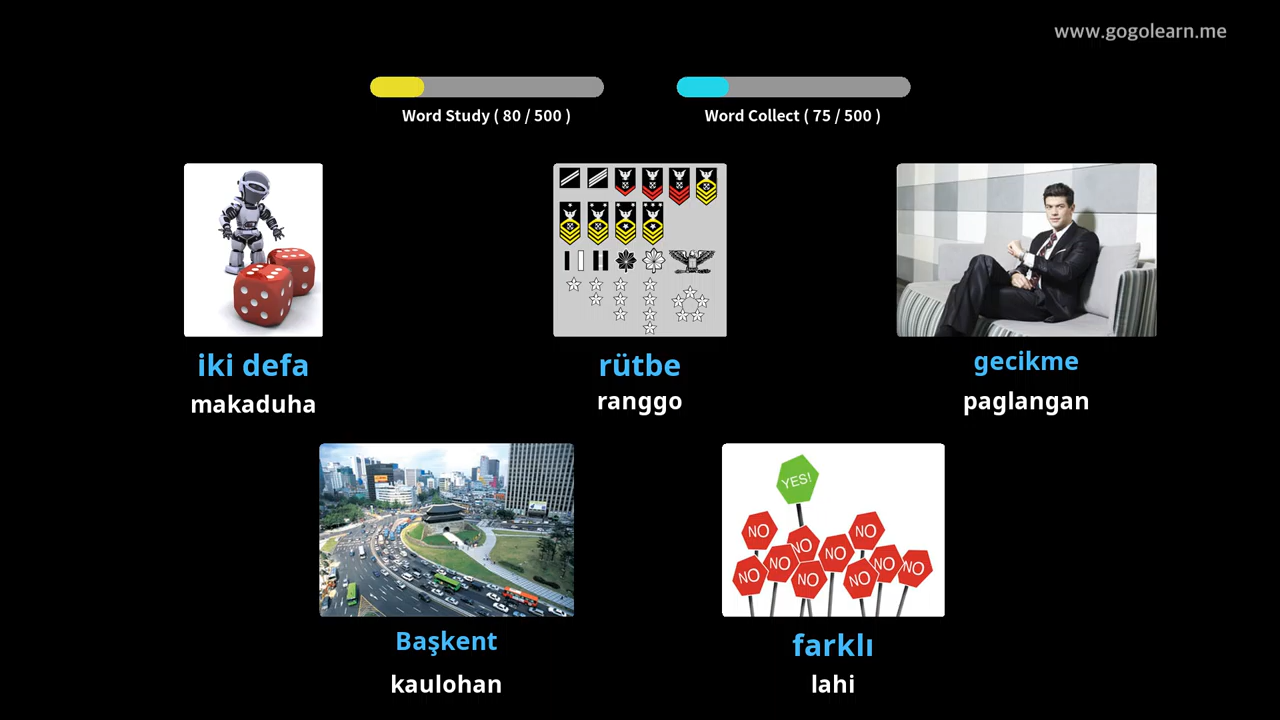 www.gogolearn.me
Word Study ( 80 / 500 )
Word Collect ( 75 / 500 )
iki defa
makaduha
rütbe
ranggo
gecikme
paglangan
YES!
NO
NO
NO
NO
NO
NO
NO
NO
NO
NO
Başkent
kaulohan
farklı
lahi